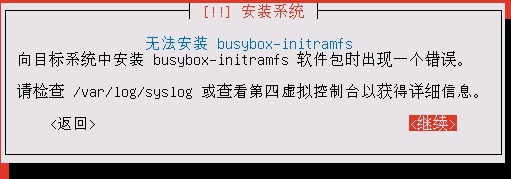 [!!] 安装系统
无法安装 busybox-initramfs
向目标系统中安装 busybox-initramfs 软件包时出现一个错误。
请检查 /var/log/syslog 或查看第四虚拟控制台以获得详细信息。
<返回> <继续>